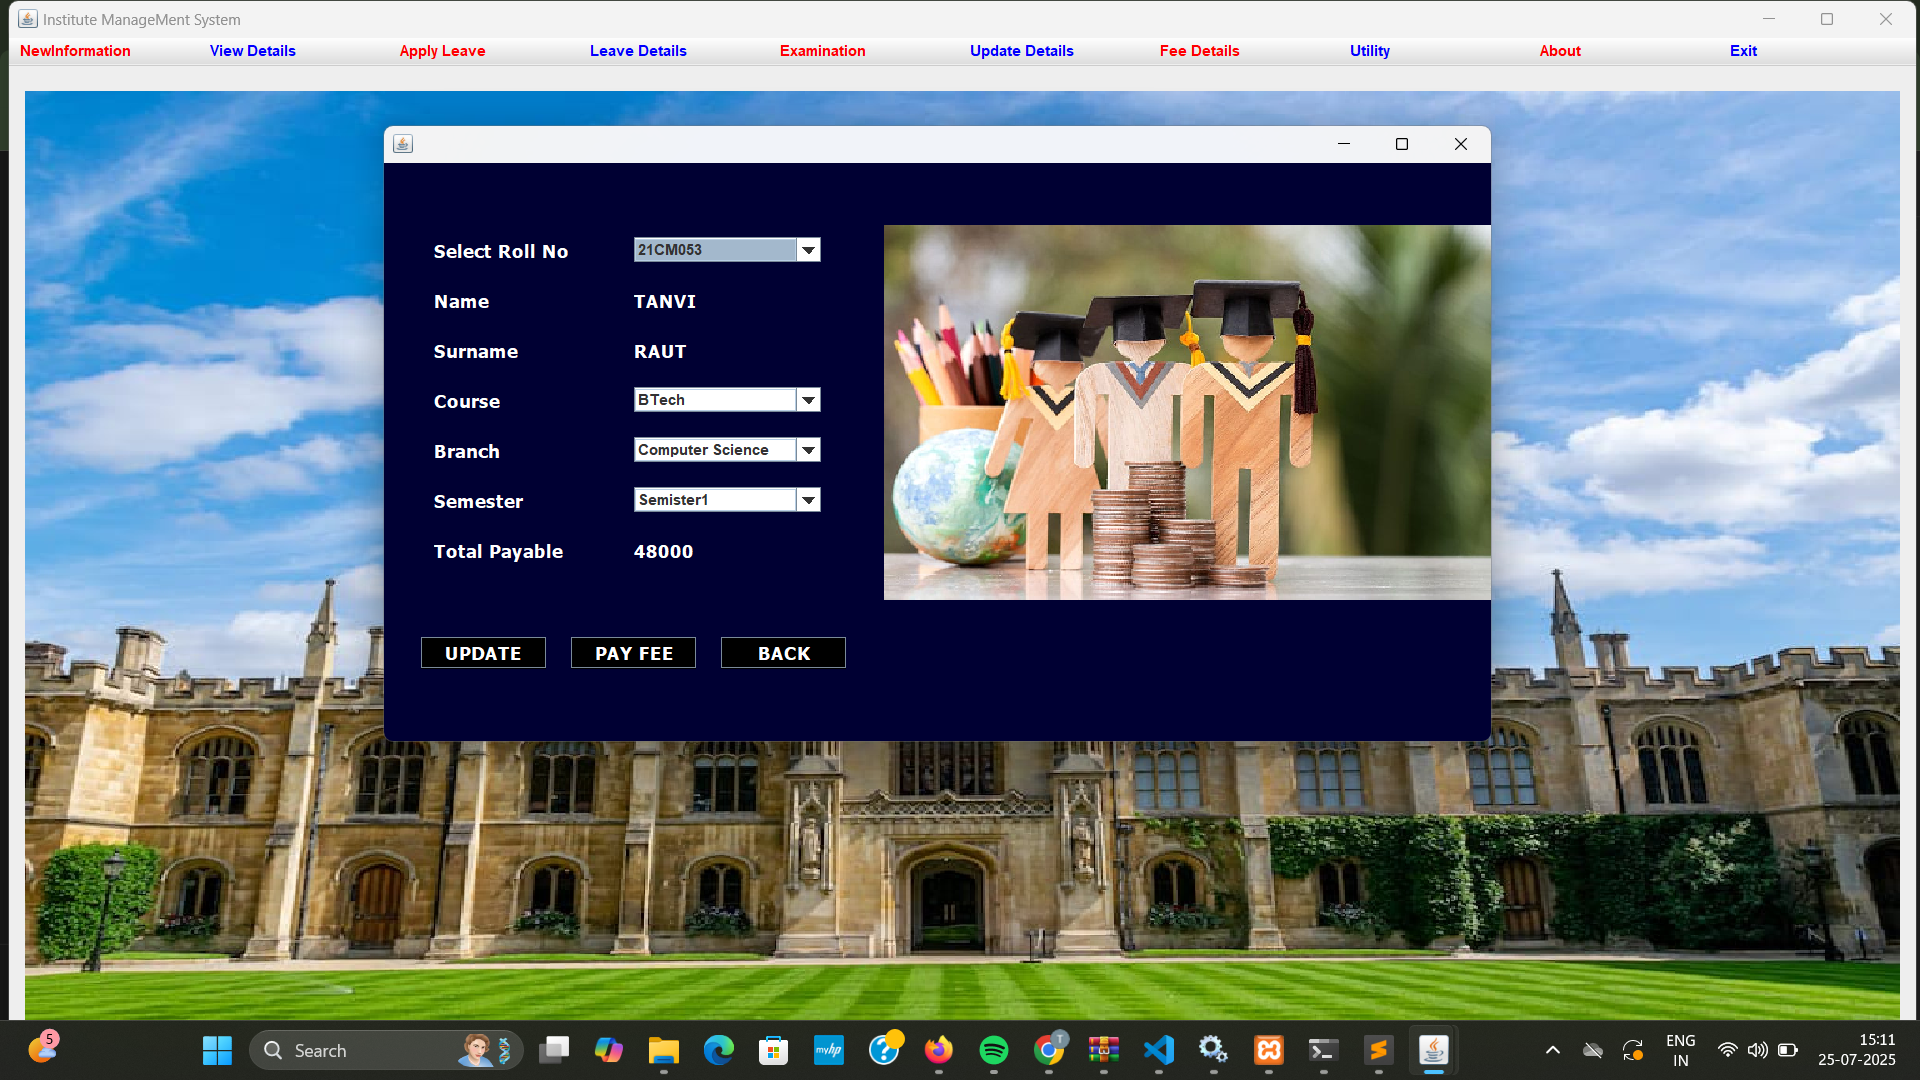 Institute ManageMent System
NewInformation View Details Apply Leave Leave Details Examination Update Details Fee Details Utility About Exit
Select Roll No 21CM053
Name TANVI
Surname RAUT
Course BTech
Branch Computer Science
Semester Semister1
Total Payable 48000
UPDATE PAY FEE BACK
5
Search
myhp
T
ENG
IN
15:11
25-07-2025